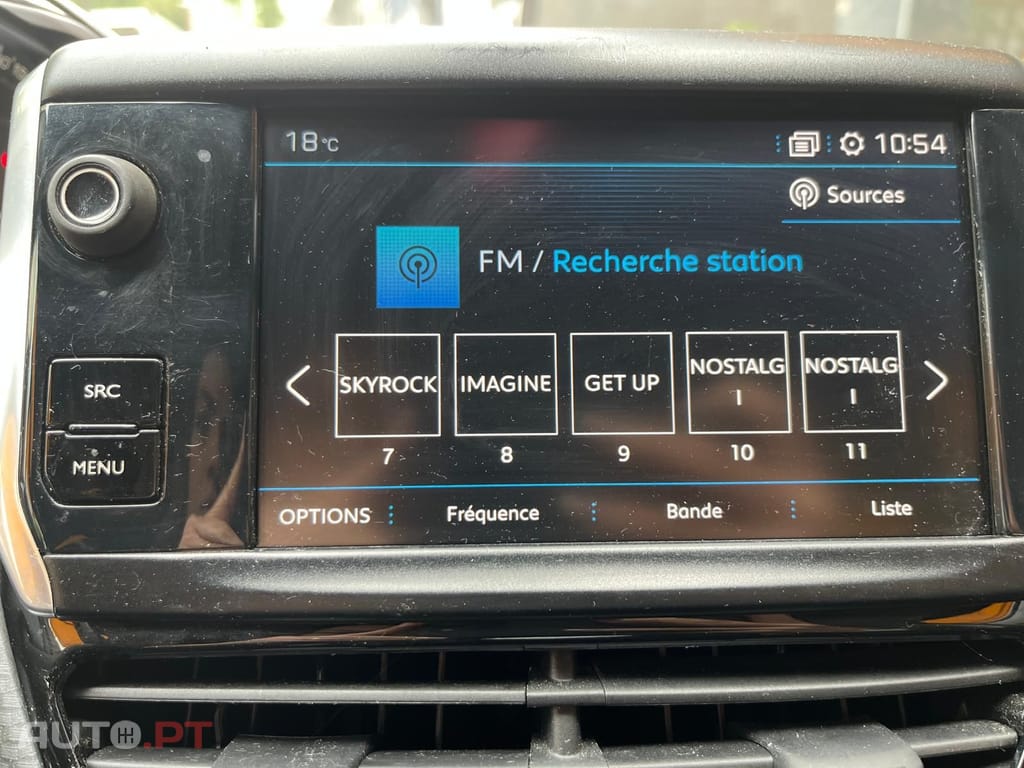 18°C
10:54
Sources
FM / Recherche station
SRC
MENU
SKYROCK
IMAGINE
GET UP
NOSTALG
I
NOSTALG
I
7
8
9
10
11
OPTIONS
Fréquence
Bande
Liste
AUTO.PT